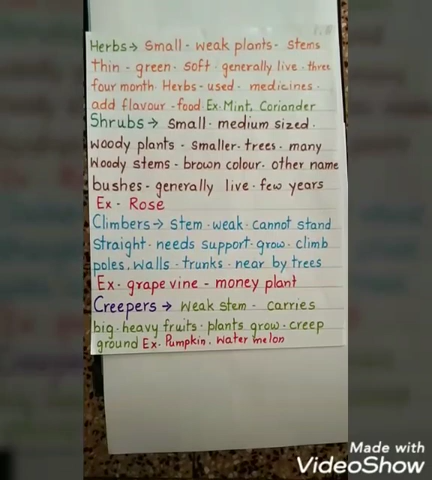 Herbs → Small - weak plants - stems
thin - green - soft - generally live - three
four month Herbs - used - medicines -
add flavour - food Ex. Mint, Coriander
Shrubs → Small - medium sized -
woody plants - smaller - trees - many
woody stems - brown colour - other name
bushes - generally live - few years
Ex - Rose
Climbers → stem - weak - cannot stand
straight - needs support - grow - climb
poles, walls - trunks - near by trees
Ex - grape vine - money plant
Creepers → weak stem - carries
big - heavy fruits - plants grow - creep
ground Ex. Pumpkin, water melon
Made with
VideoShow